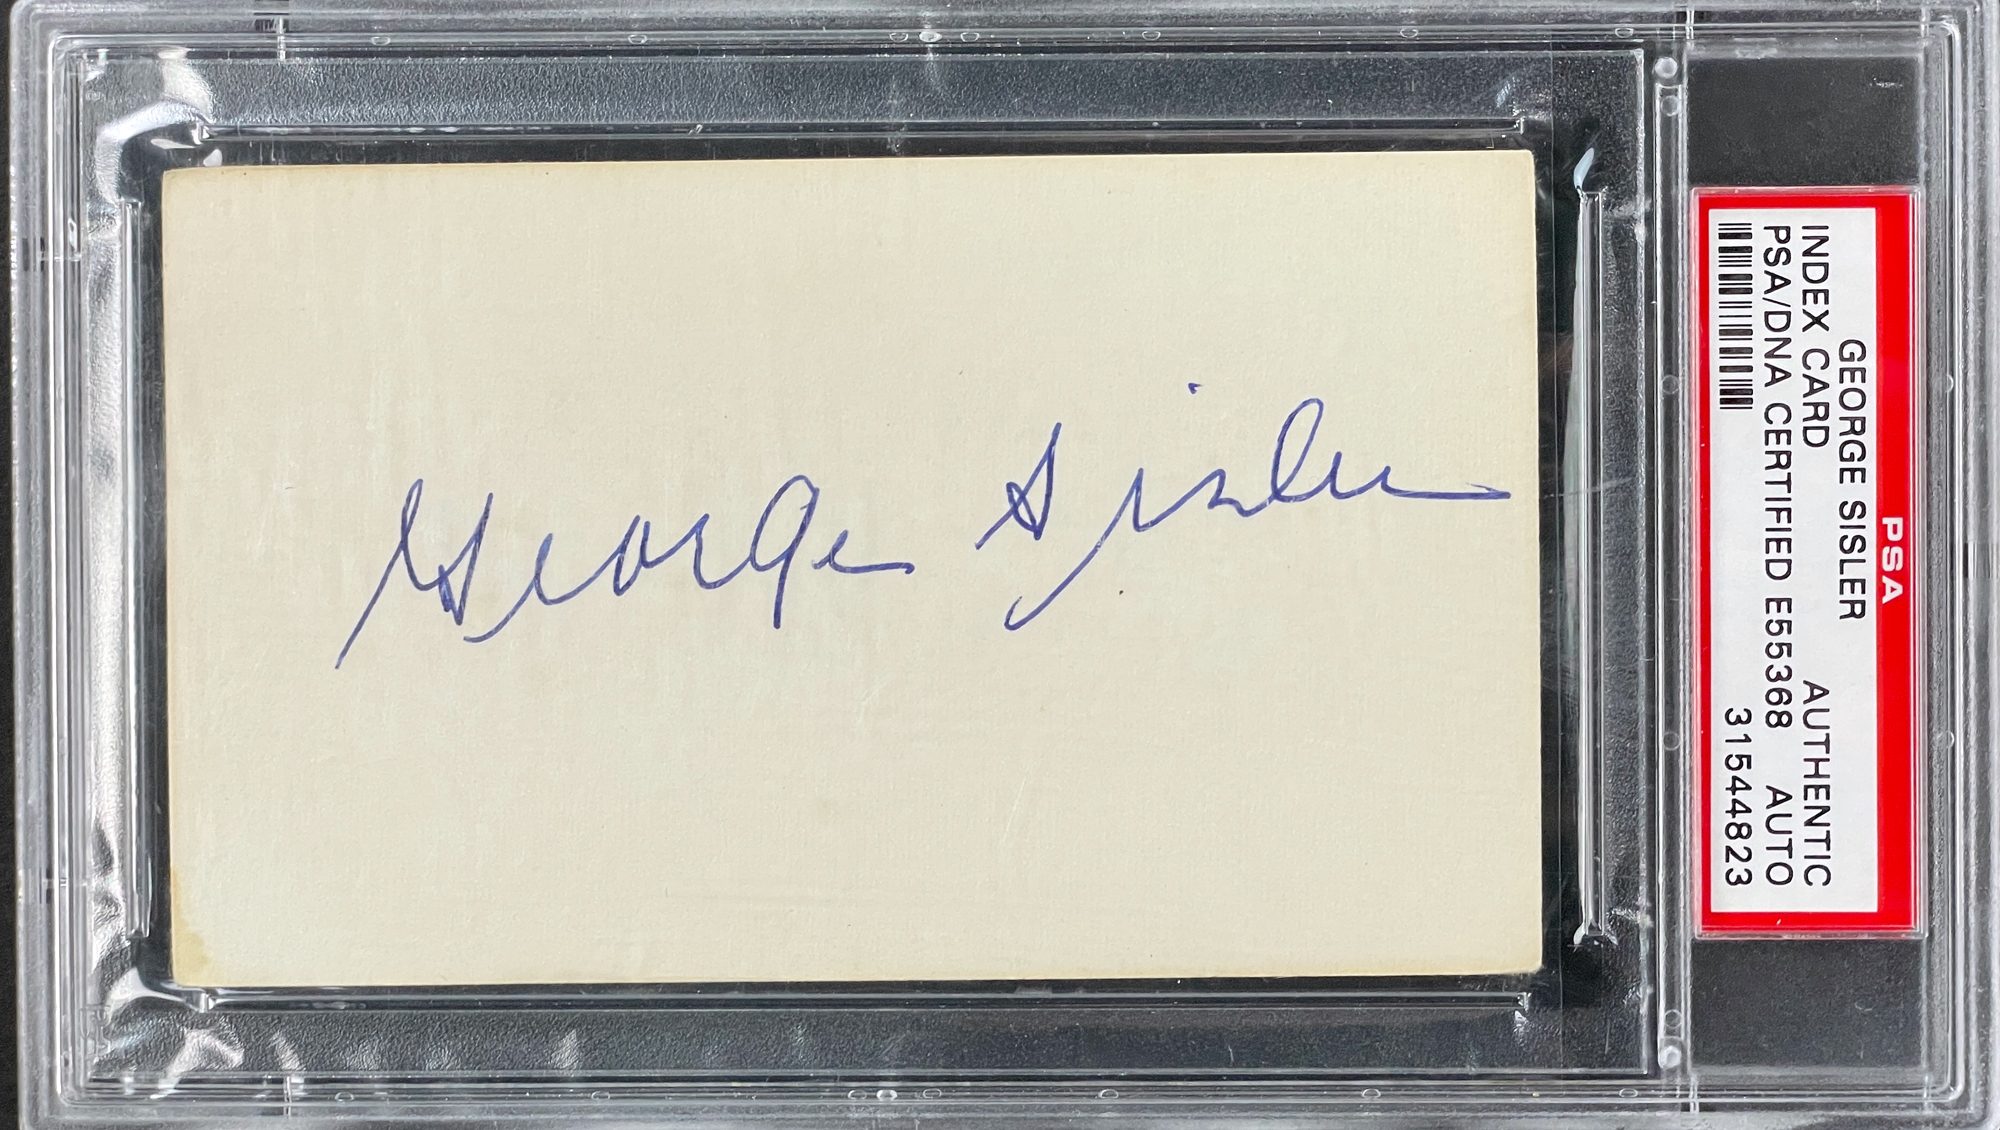 George Sisler
PSA
GEORGE SISLER
INDEX CARD AUTHENTIC
PSA/DNA CERTIFIED E55368 AUTO
31544823